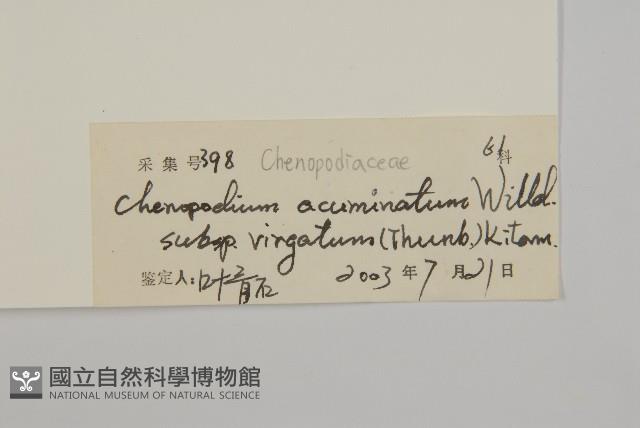 采集号398 Chenopodiaceae 61科
Chenopodium acuminatum Willd.
subsp. virgatum (Thunb.) Kitam.
鉴定人: 2003年7月21日
國立自然科學博物館
NATIONAL MUSEUM OF NATURAL SCIENCE